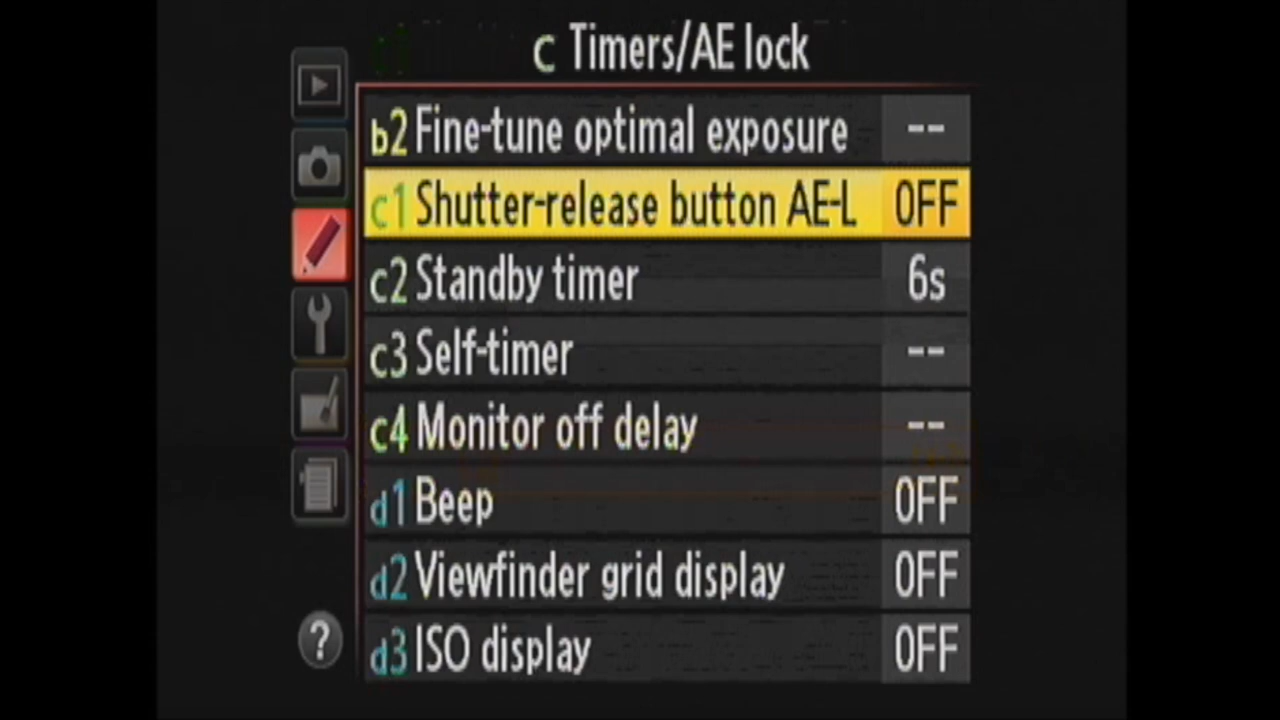 c Timers/AE lock
b2 Fine-tune optimal exposure --
c1 Shutter-release button AE-L OFF
c2 Standby timer 6s
c3 Self-timer --
c4 Monitor off delay --
d1 Beep OFF
d2 Viewfinder grid display OFF
d3 ISO display OFF
?